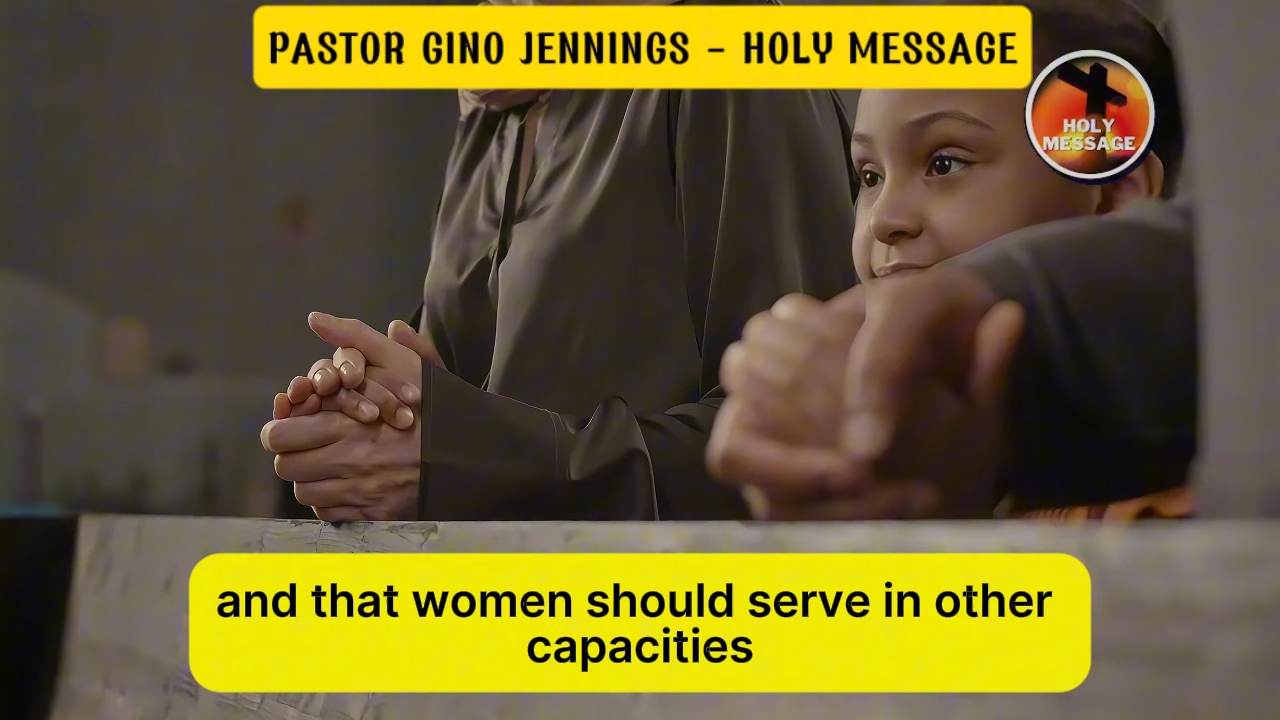 PASTOR GINO JENNINGS - HOLY MESSAGE
HOLY
MESSAGE
and that women should serve in other
capacities